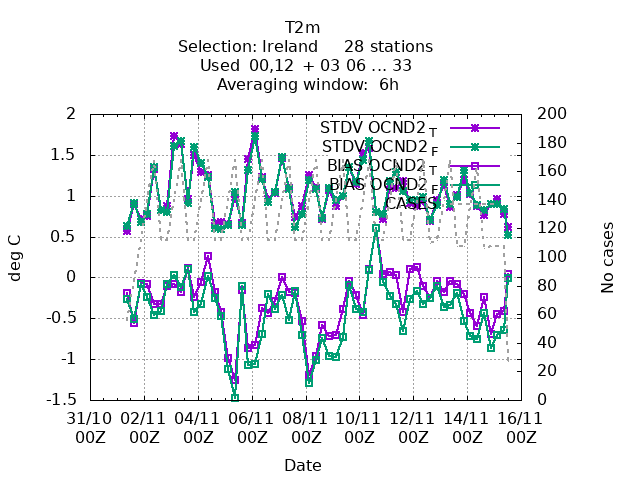 T2m
Selection: Ireland 28 stations
Used 00,12 + 03 06 ... 33
Averaging window: 6h
STDV OCND2_T
STDV OCND2_F
BIAS OCND2_T
BIAS OCND2_F
CASES
2
1.5
1
0.5
0
-0.5
-1
-1.5
deg C
200
180
160
140
120
100
80
60
40
20
0
No cases
31/10 02/11 04/11 06/11 08/11 10/11 12/11 14/11 16/11
00Z 00Z 00Z 00Z 00Z 00Z 00Z 00Z 00Z
Date